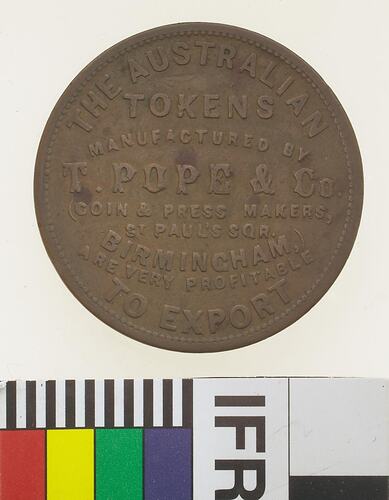 THE AUSTRALIAN
TOKENS
MANUFACTURED BY
T. POPE & Co.
(COIN & PRESS MAKERS,
ST PAUL'S SQR.
BIRMINGHAM,)
ARE VERY PROFITABLE
TO EXPORT
IFR